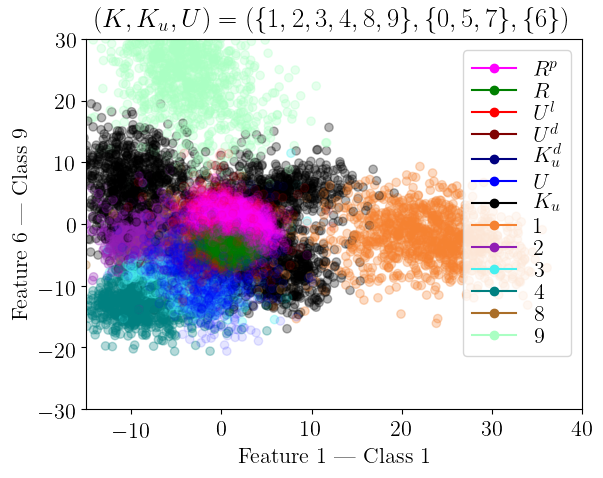 (K, K_u, U) = ({1, 2, 3, 4, 8, 9}, {0, 5, 7}, {6})
30
20
10
0
−10
−20
−30
Feature 6 — Class 9
−10
0
10
20
30
40
Feature 1 — Class 1
R^p
R
U^l
U^d
K_u^d
U
K_u
1
2
3
4
8
9